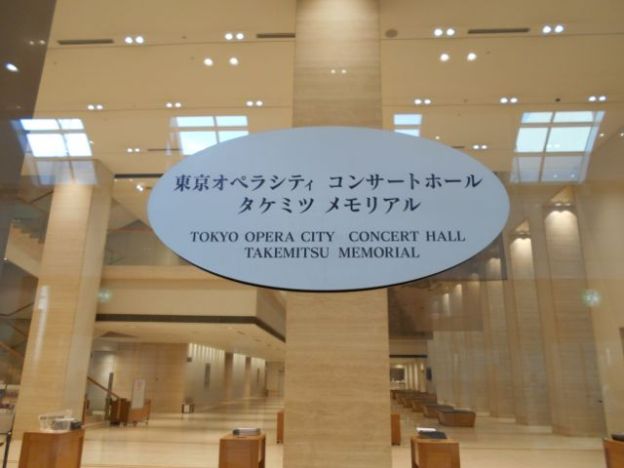 東京オペラシティ コンサートホール
タケミツ メモリアル
TOKYO OPERA CITY CONCERT HALL
TAKEMITSU MEMORIAL